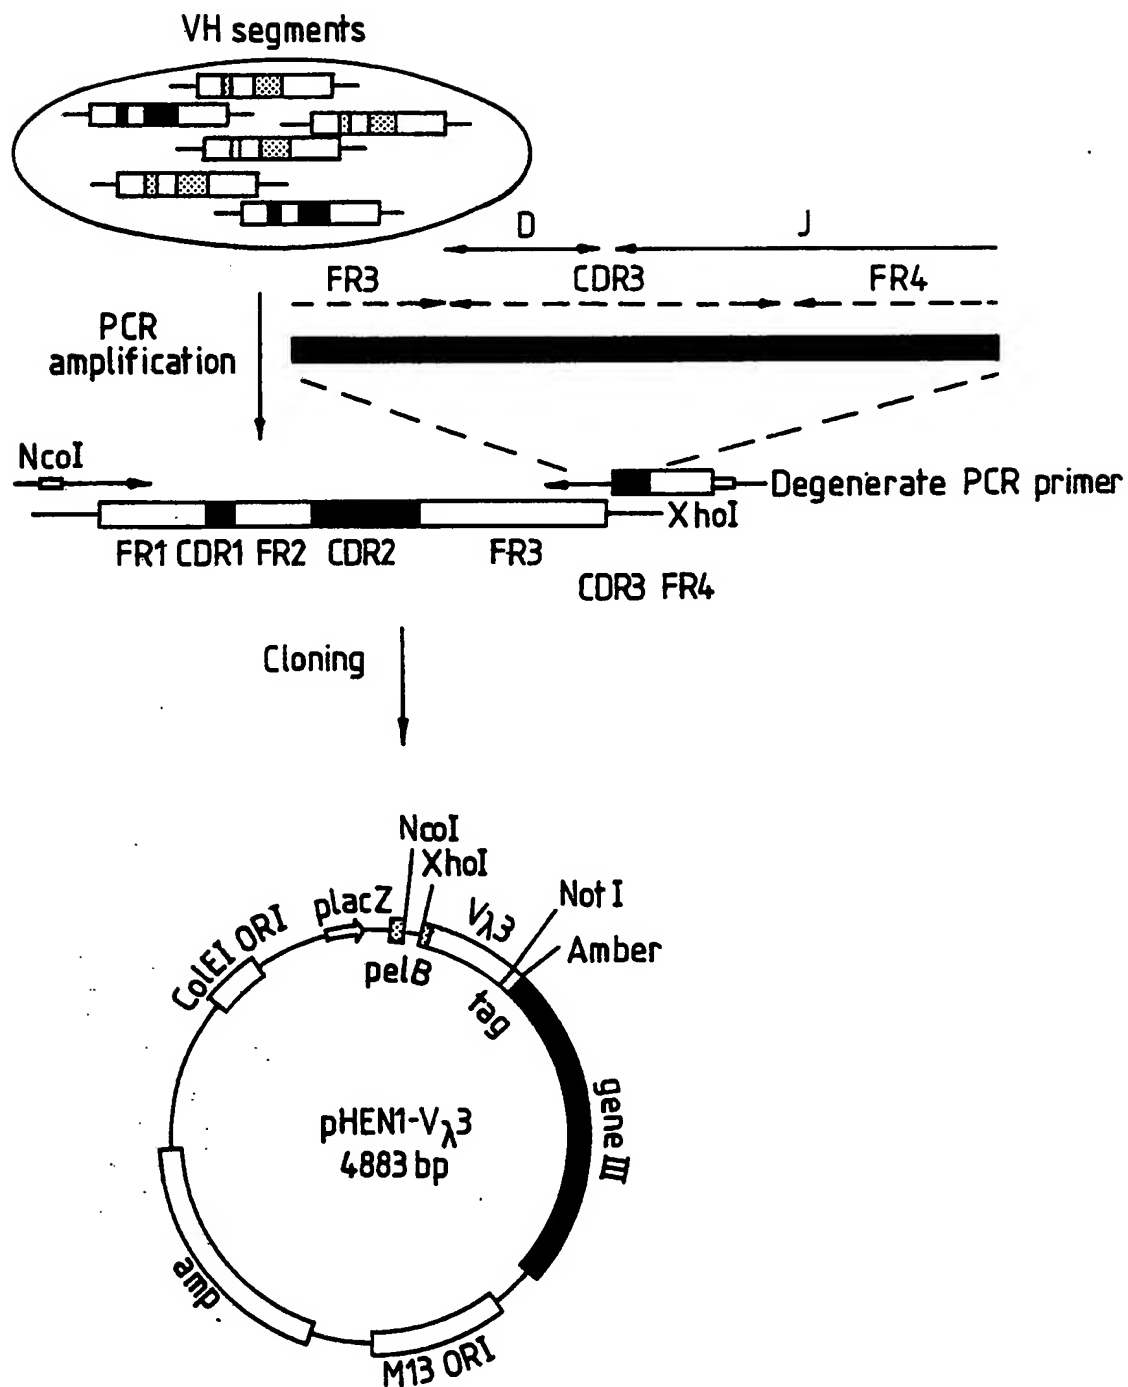 VH segments
D
J
FR3
CDR3
FR4
PCR
amplification
NcoI
Degenerate PCR primer
XhoI
FR1 CDR1 FR2 CDR2 FR3
CDR3 FR4
Cloning
NcoI
XhoI
Vλ3
NotI
Amber
placZ
pelB
tag
ColEI ORI
gene III
pHEN1-Vλ3
4883 bp
amp
M13 ORI